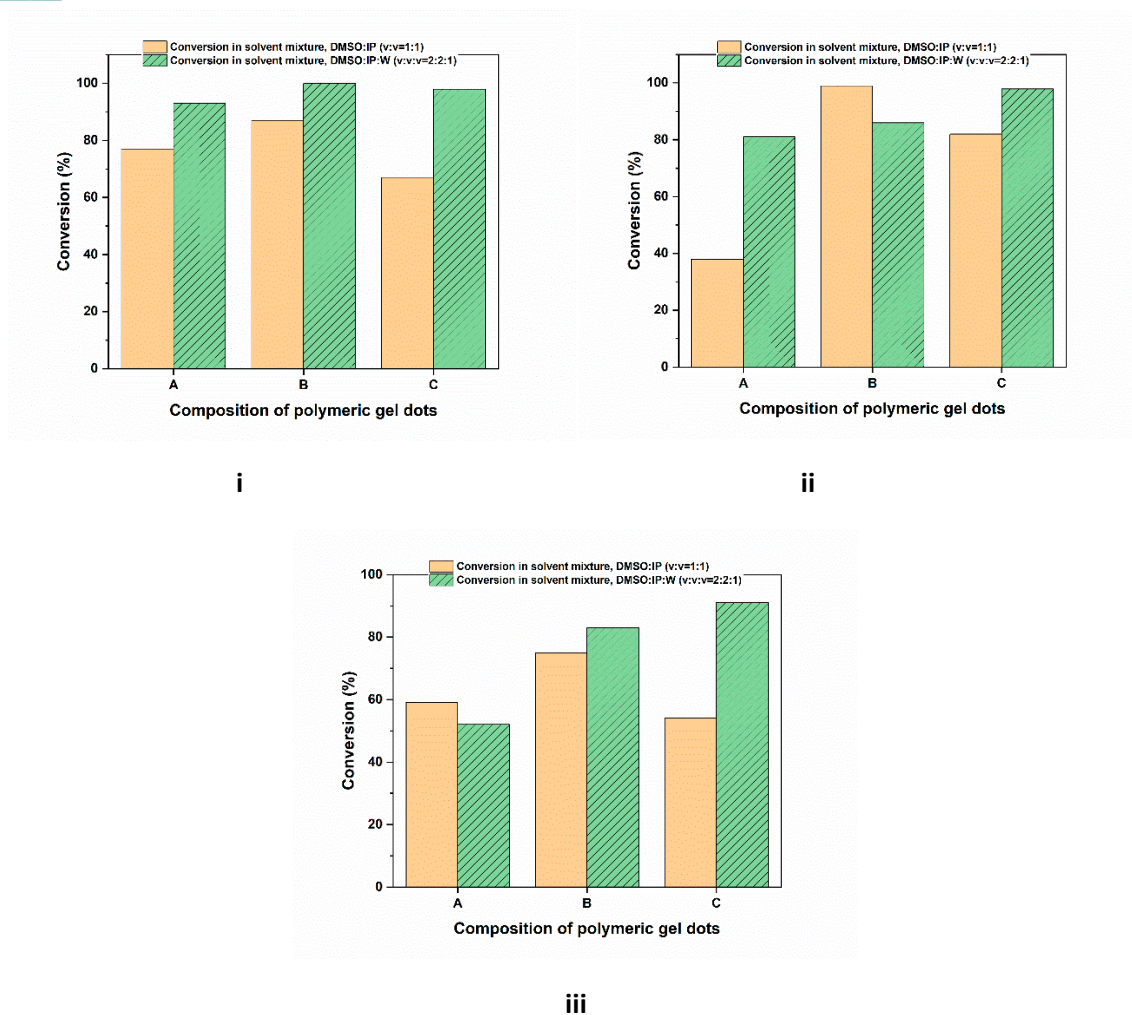 Conversion in solvent mixture, DMSO:IP (v:v=1:1)
Conversion in solvent mixture, DMSO:IP:W (v:v:v=2:2:1)
100
80
60
40
20
0
Conversion (%)
A B C
Composition of polymeric gel dots
i
Conversion in solvent mixture, DMSO:IP (v:v=1:1)
Conversion in solvent mixture, DMSO:IP:W (v:v:v=2:2:1)
100
80
60
40
20
0
Conversion (%)
A B C
Composition of polymeric gel dots
ii
Conversion in solvent mixture, DMSO:IP (v:v=1:1)
Conversion in solvent mixture, DMSO:IP:W (v:v:v=2:2:1)
100
80
60
40
20
0
Conversion (%)
A B C
Composition of polymeric gel dots
iii